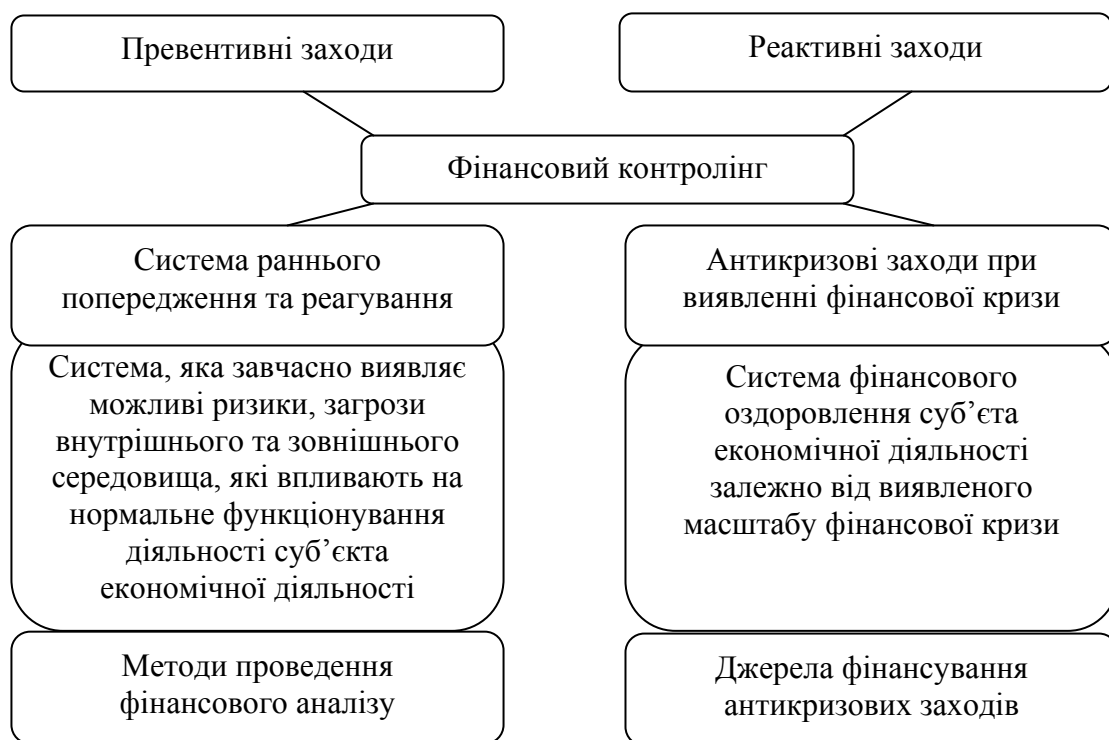 Превентивні заходи
Реактивні заходи
Фінансовий контролінг
Система раннього
попередження та реагування
Антикризові заходи при
виявленні фінансової кризи
Система, яка завчасно виявляє
можливі ризики, загрози
внутрішнього та зовнішнього
середовища, які впливають на
нормальне функціонування
діяльності суб’єкта
економічної діяльності
Система фінансового
оздоровлення суб’єта
економічної діяльності
залежно від виявленого
масштабу фінансової кризи
Методи проведення
фінансового аналізу
Джерела фінансування
антикризових заходів